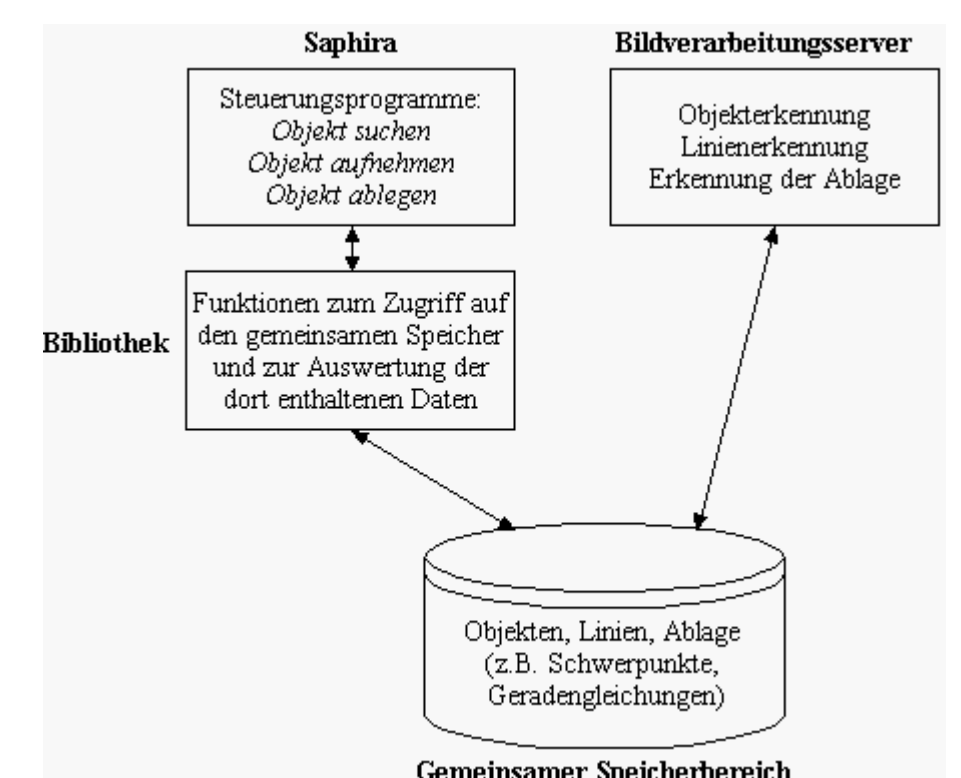 Saphira
Steuerungsprogramme:
Objekt suchen
Objekt aufnehmen
Objekt ablegen
Bildverarbeitungsserver
Objekterkennung
Linienerkennung
Erkennung der Ablage
Bibliothek
Funktionen zum Zugriff auf
den gemeinsamen Speicher
und zur Auswertung der
dort enthaltenen Daten
Objekten, Linien, Ablage
(z.B. Schwerpunkte,
Geradengleichungen)
Gemeinsamer Speicherbereich